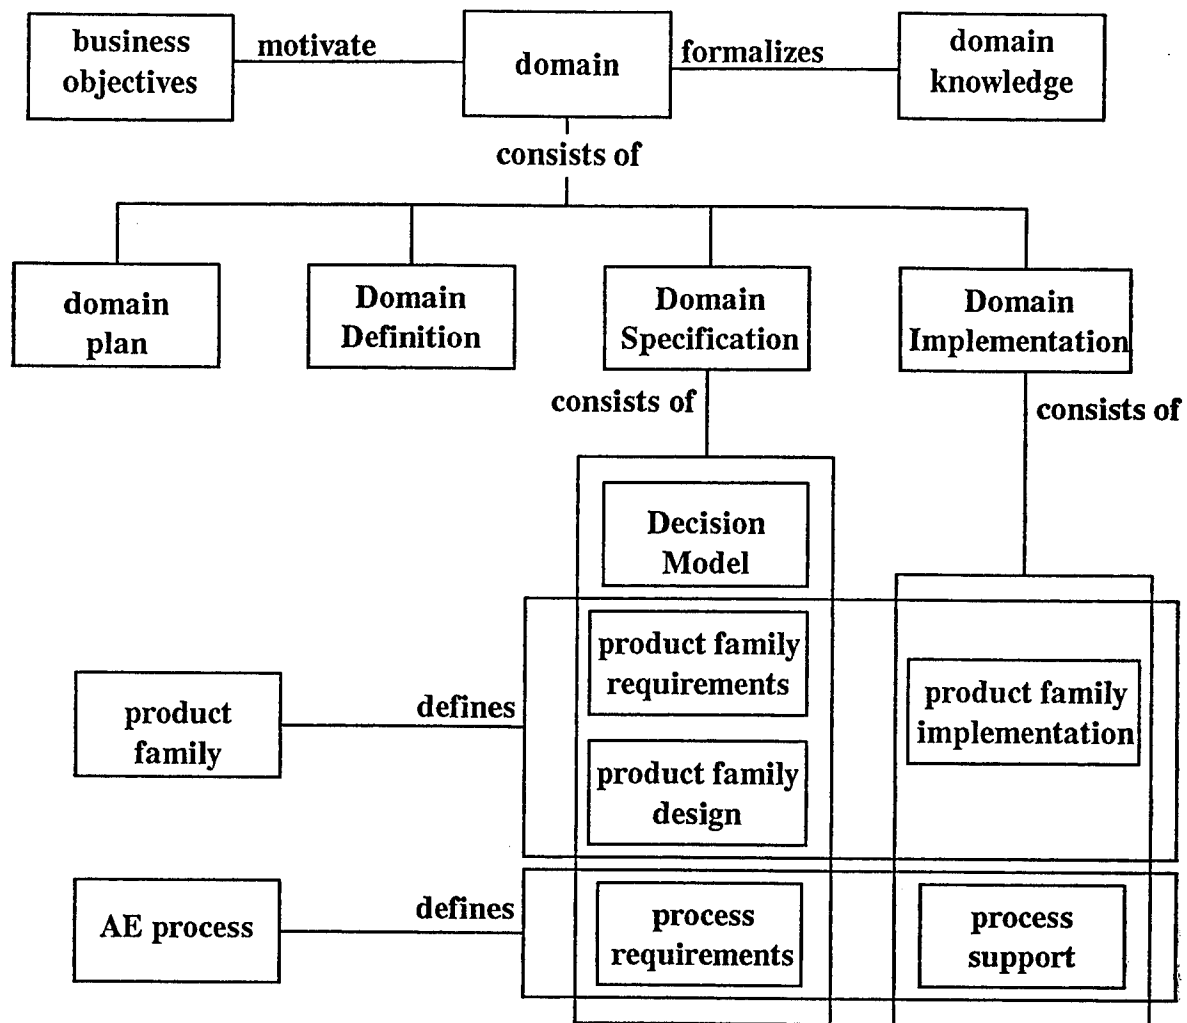 business
objectives
motivate
domain
formalizes
domain
knowledge
consists of
domain
plan
Domain
Definition
Domain
Specification
Domain
Implementation
consists of
consists of
Decision
Model
product family
requirements
product family
implementation
product
family
defines
product family
design
AE process
defines
process
requirements
process
support